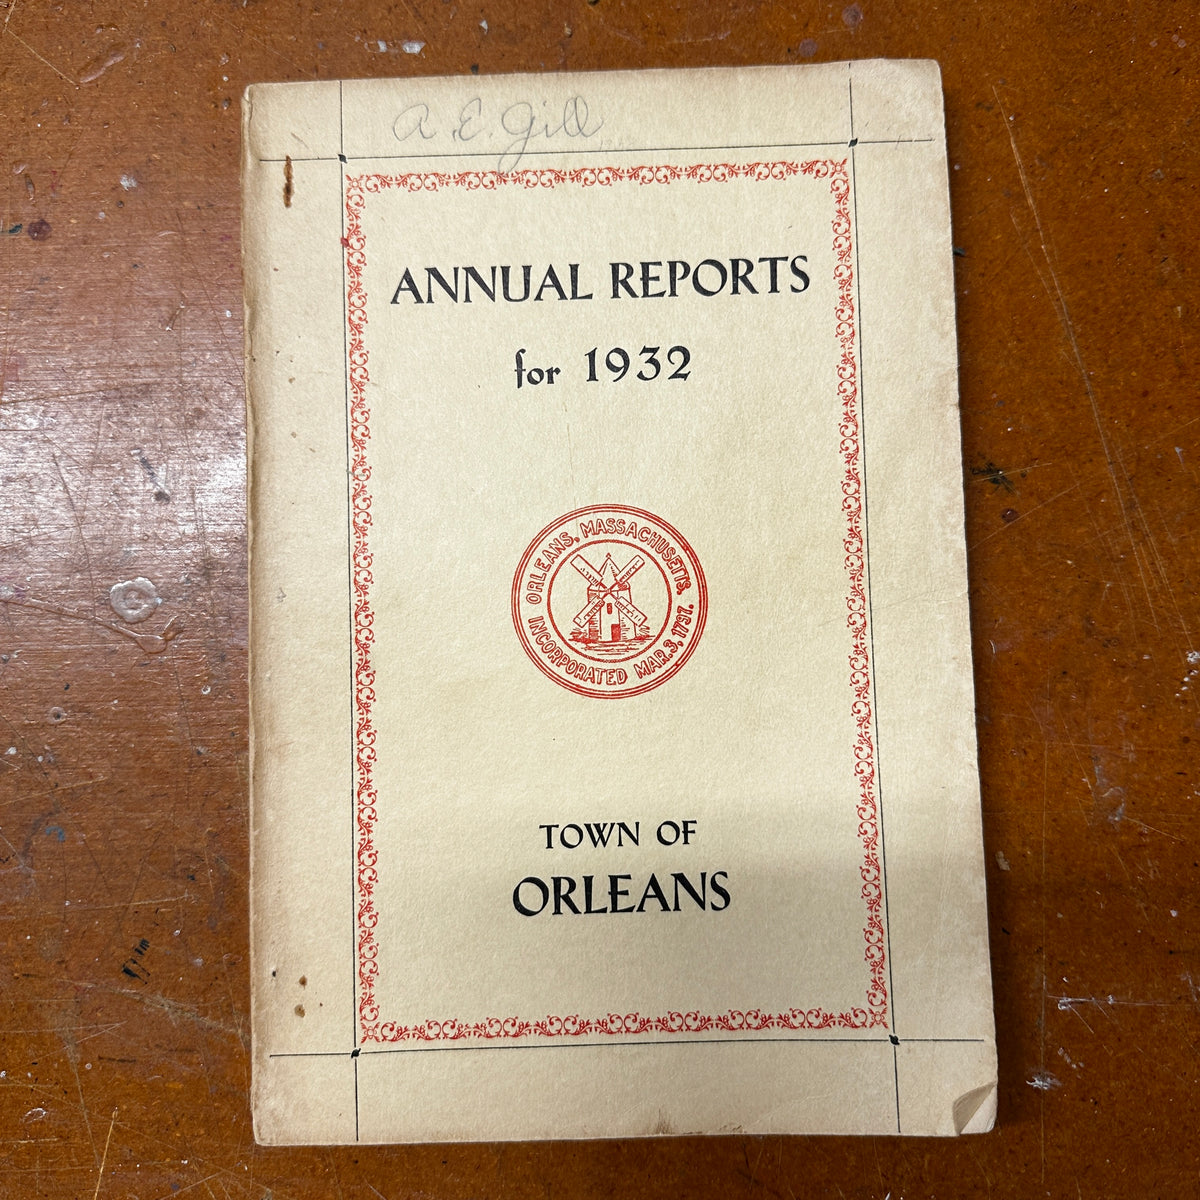 A. E. Gill
ANNUAL REPORTS
for 1932
ORLEANS, MASSACHUSETTS.
INCORPORATED MAR. 3, 1797.
TOWN OF
ORLEANS